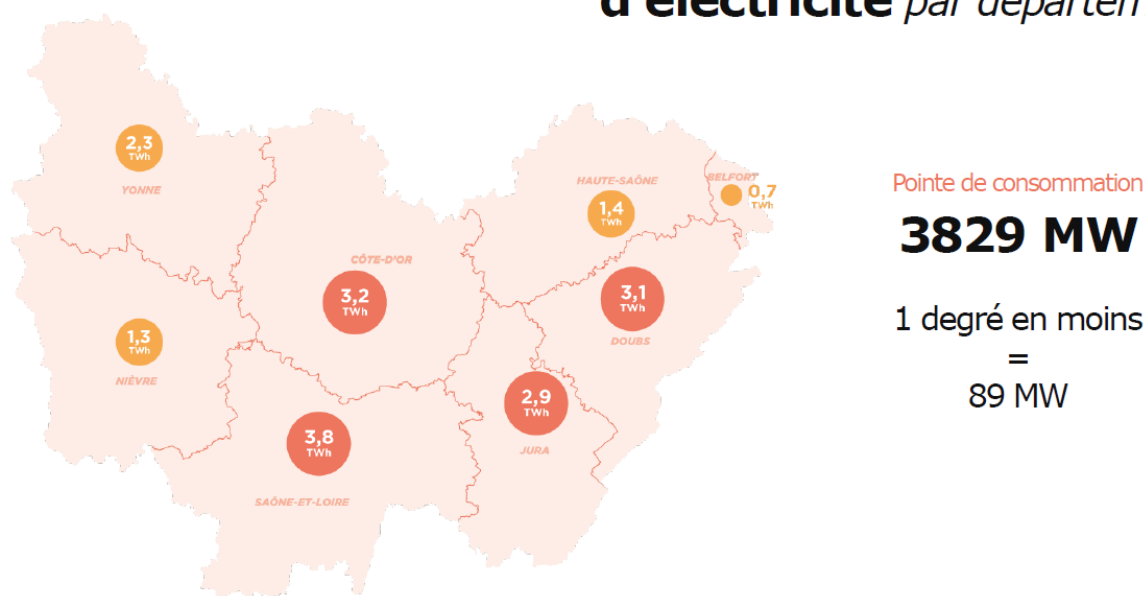 d'électricité par départem
2,3
TWh
YONNE
HAUTE-SAÔNE
1,4
TWh
BELFORT
0,7
TWh
CÔTE-D'OR
3,2
TWh
3,1
TWh
DOUBS
1,3
TWh
NIÈVRE
2,9
TWh
JURA
3,8
TWh
SAÔNE-ET-LOIRE
Pointe de consommation
3829 MW
1 degré en moins
=
89 MW